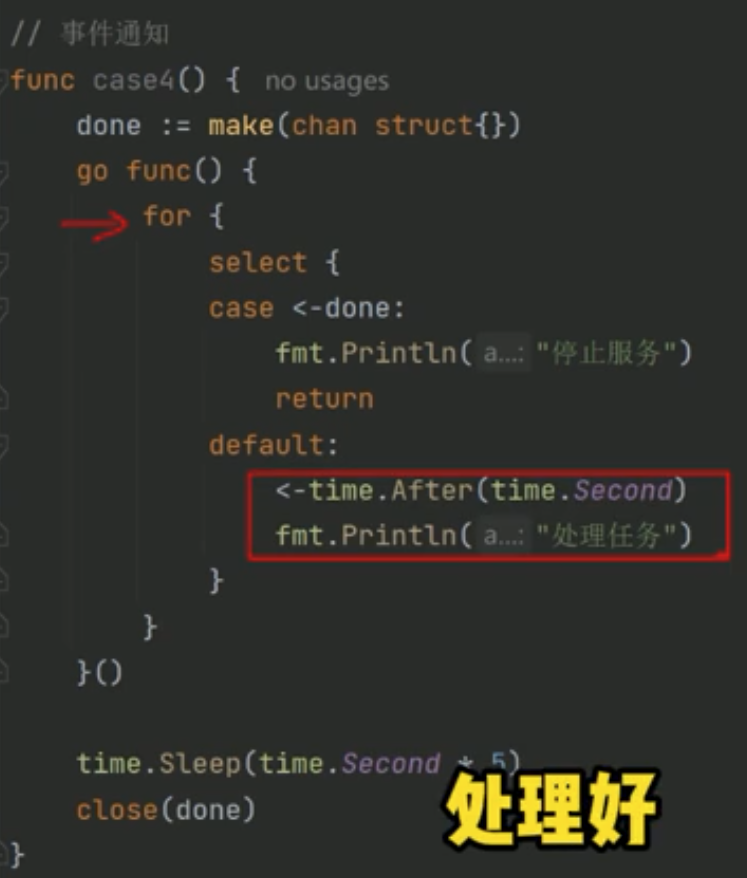 // 事件通知
func case4() { no usages
done := make(chan struct{})
go func() {
for {
select {
case <-done:
fmt.Println( a...: "停止服务")
return
default:
<-time.After(time.Second)
fmt.Println( a...: "处理任务")
}
}
}()
time.Sleep(time.Second * 5)
close(done)
处理好
}